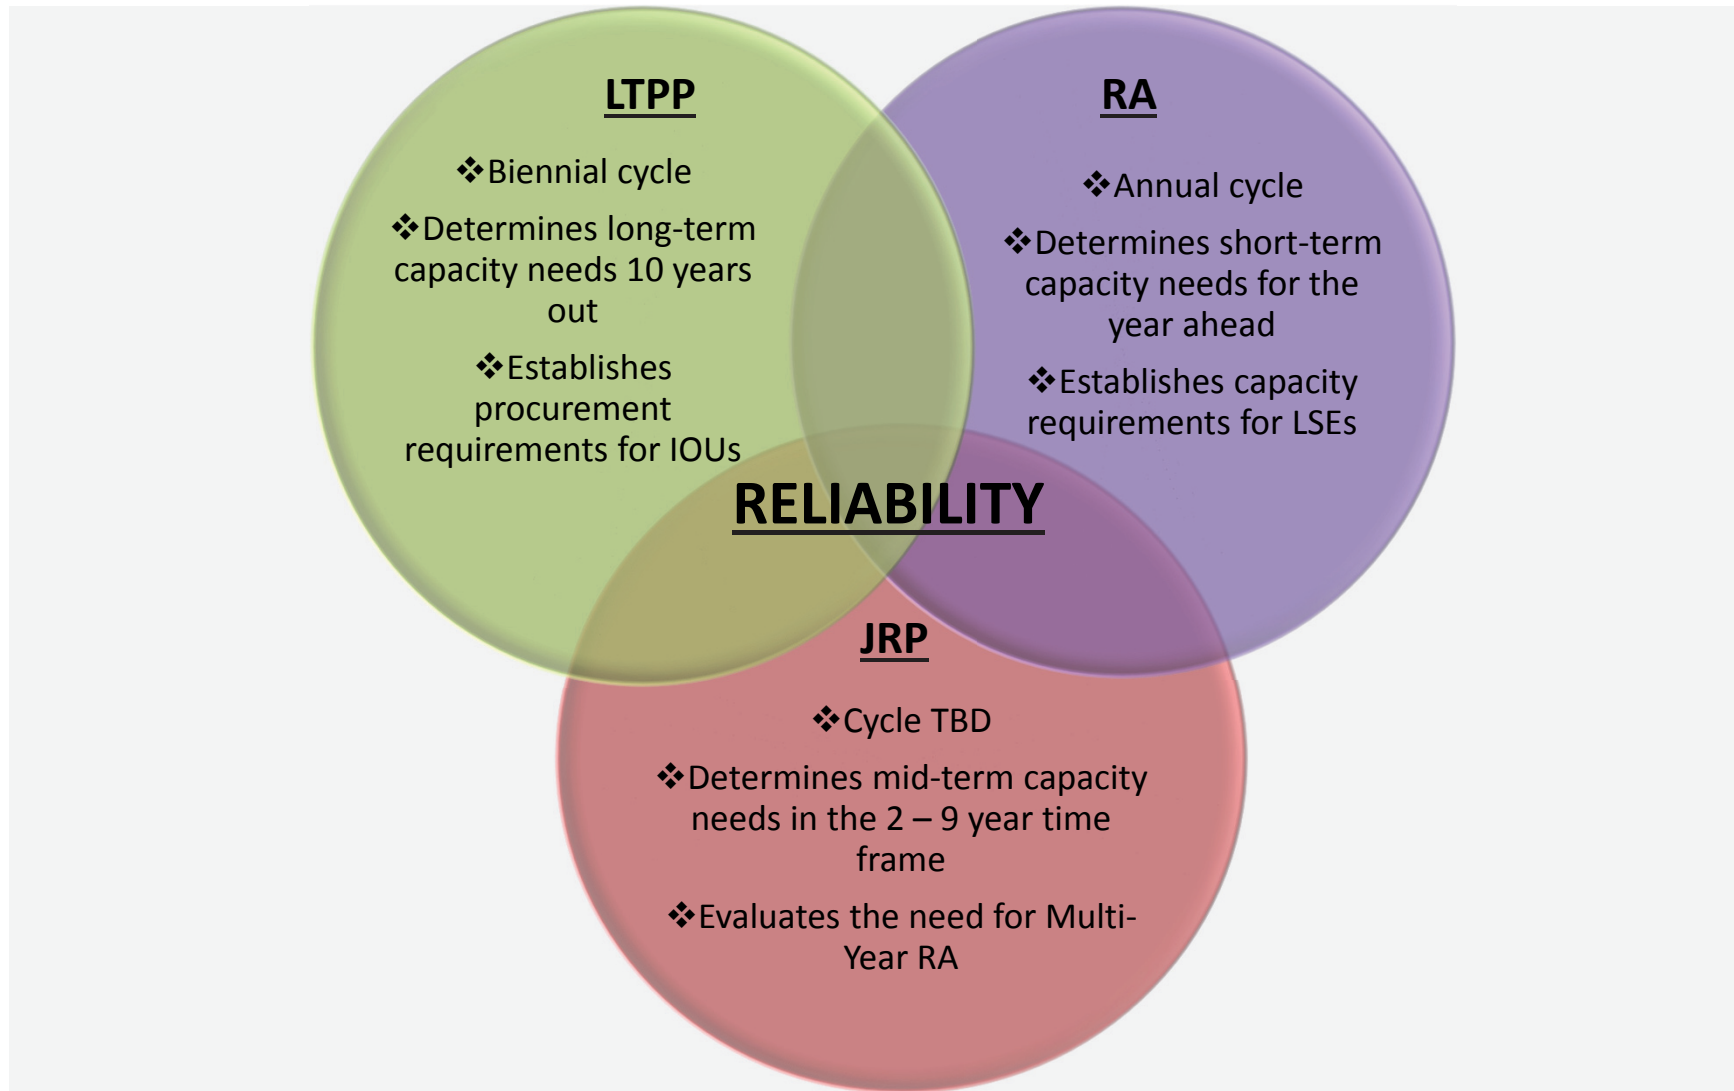 LTPP
❖Biennial cycle
❖Determines long-term
capacity needs 10 years
out
❖Establishes
procurement
requirements for IOUs
RA
❖Annual cycle
❖Determines short-term
capacity needs for the
year ahead
❖Establishes capacity
requirements for LSEs
RELIABILITY
JRP
❖Cycle TBD
❖Determines mid-term capacity
needs in the 2 – 9 year time
frame
❖Evaluates the need for Multi-
Year RA